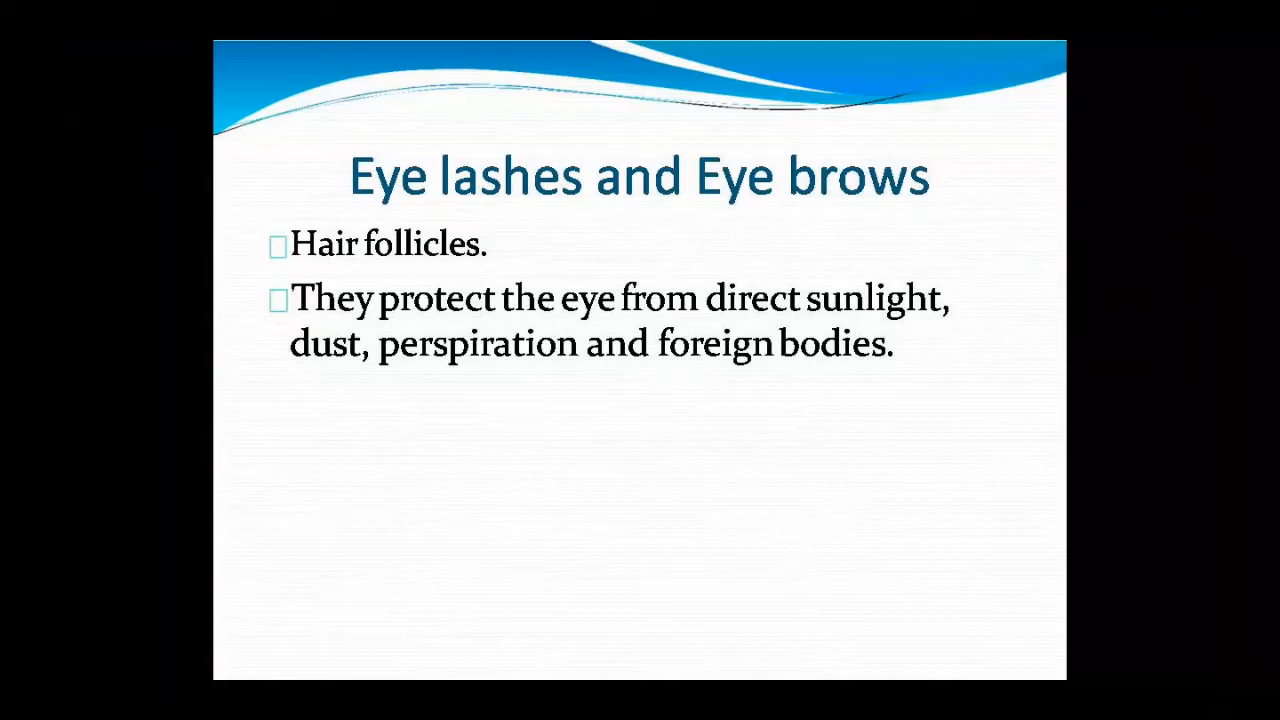 Eye lashes and Eye brows
Hair follicles.
They protect the eye from direct sunlight,
dust, perspiration and foreign bodies.